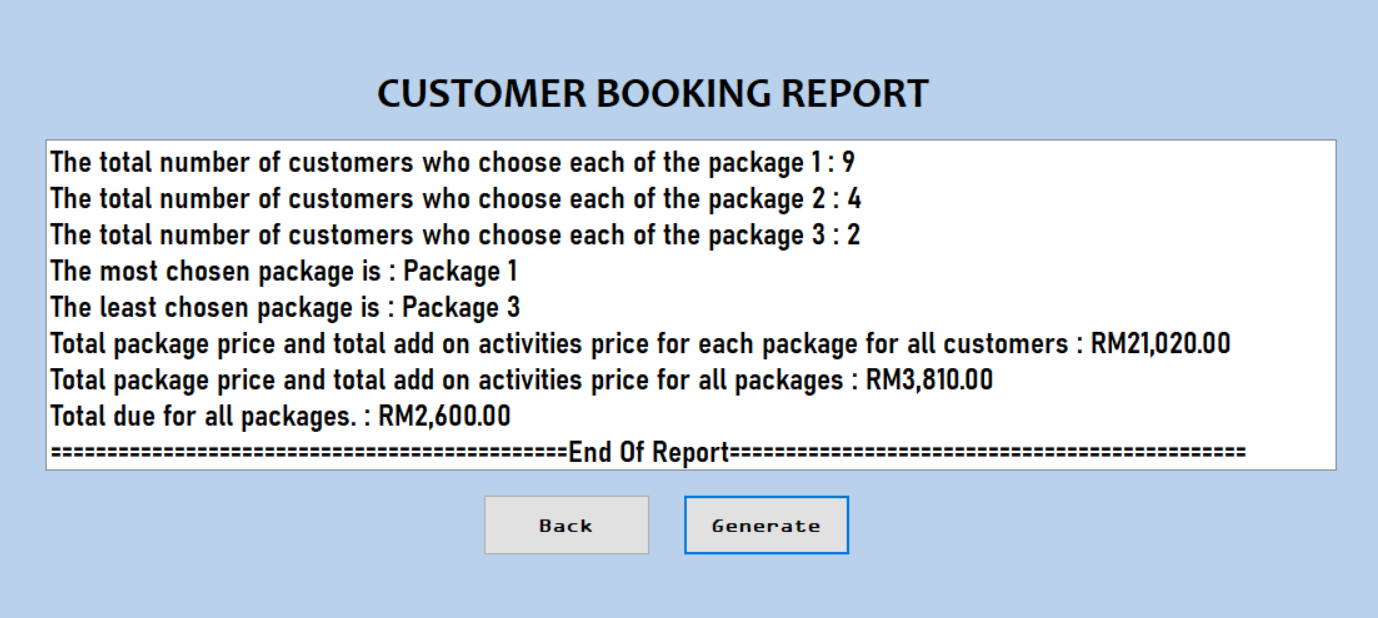 CUSTOMER BOOKING REPORT
The total number of customers who choose each of the package 1 : 9
The total number of customers who choose each of the package 2 : 4
The total number of customers who choose each of the package 3 : 2
The most chosen package is : Package 1
The least chosen package is : Package 3
Total package price and total add on activities price for each package for all customers : RM21,020.00
Total package price and total add on activities price for all packages : RM3,810.00
Total due for all packages. : RM2,600.00
==============================================End Of Report==============================================
Back
Generate